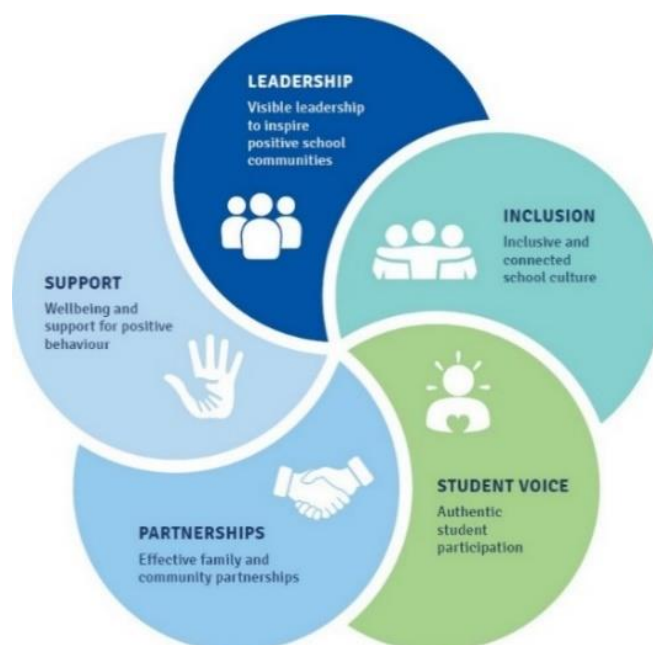 LEADERSHIP
Visible leadership
to inspire
positive school
communities
INCLUSION
Inclusive and
connected
school culture
STUDENT VOICE
Authentic
student
participation
PARTNERSHIPS
Effective family and
community partnerships
SUPPORT
Wellbeing and
support for positive
behaviour